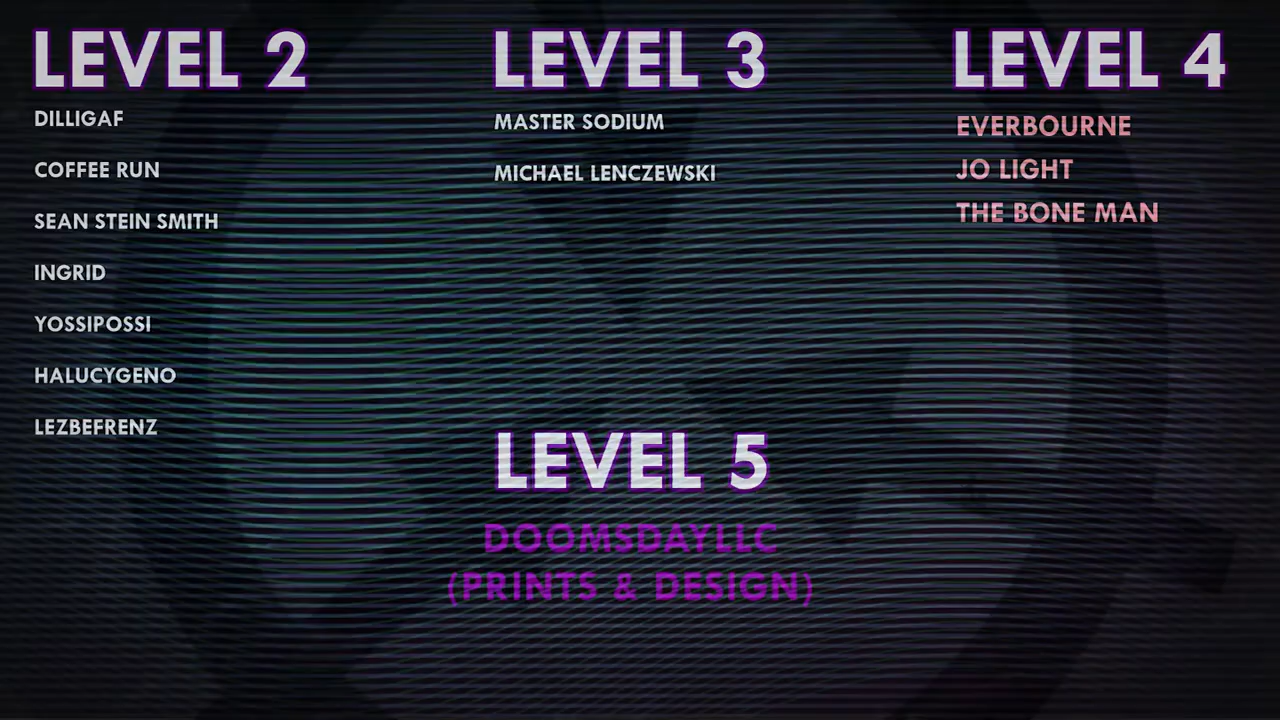 LEVEL 2
DILLIGAF
COFFEE RUN
SEAN STEIN SMITH
INGRID
YOSSIPOSSI
HALUCYGENO
LEZBEFRENZ
LEVEL 3
MASTER SODIUM
MICHAEL LENCZEWSKI
LEVEL 4
EVERBOURNE
JO LIGHT
THE BONE MAN
LEVEL 5
DOOMSDAYLLC
(PRINTS & DESIGN)